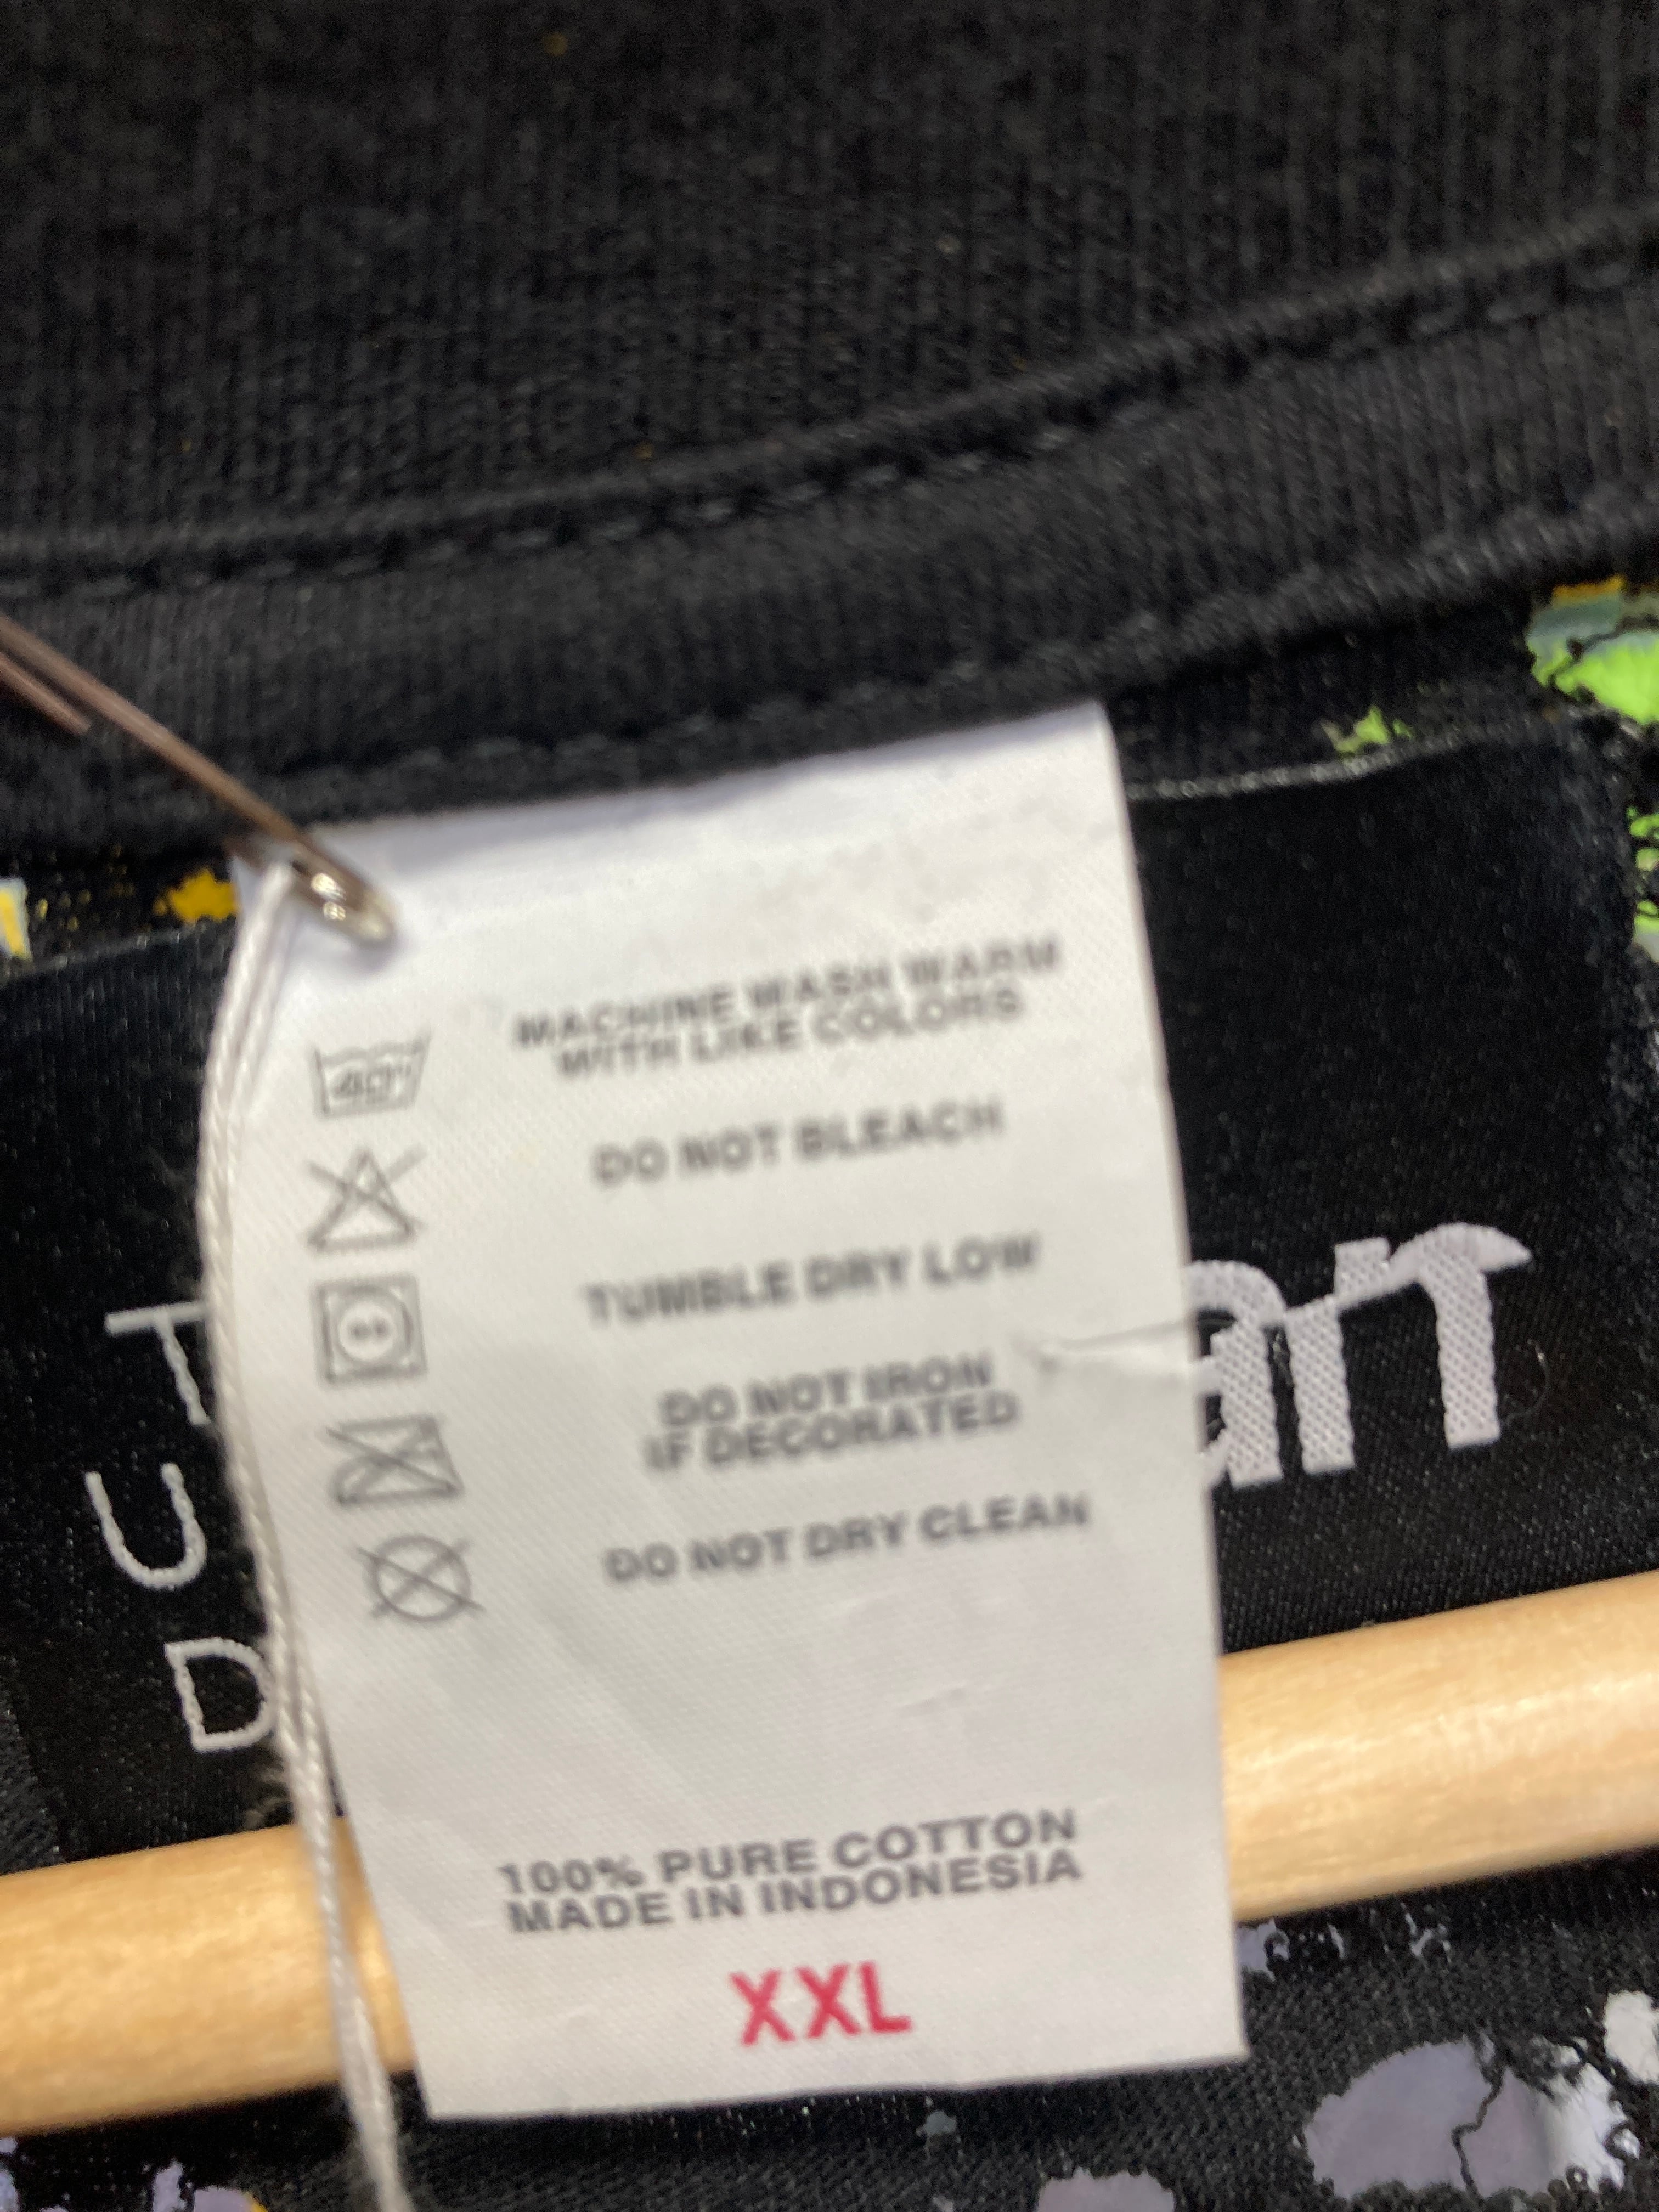 MACHINE WASH WARM
WITH LIKE COLORS
40°
DO NOT BLEACH
TUMBLE DRY LOW
DO NOT IRON
IF DECORATED
DO NOT DRY CLEAN
100% PURE COTTON
MADE IN INDONESIA
XXL